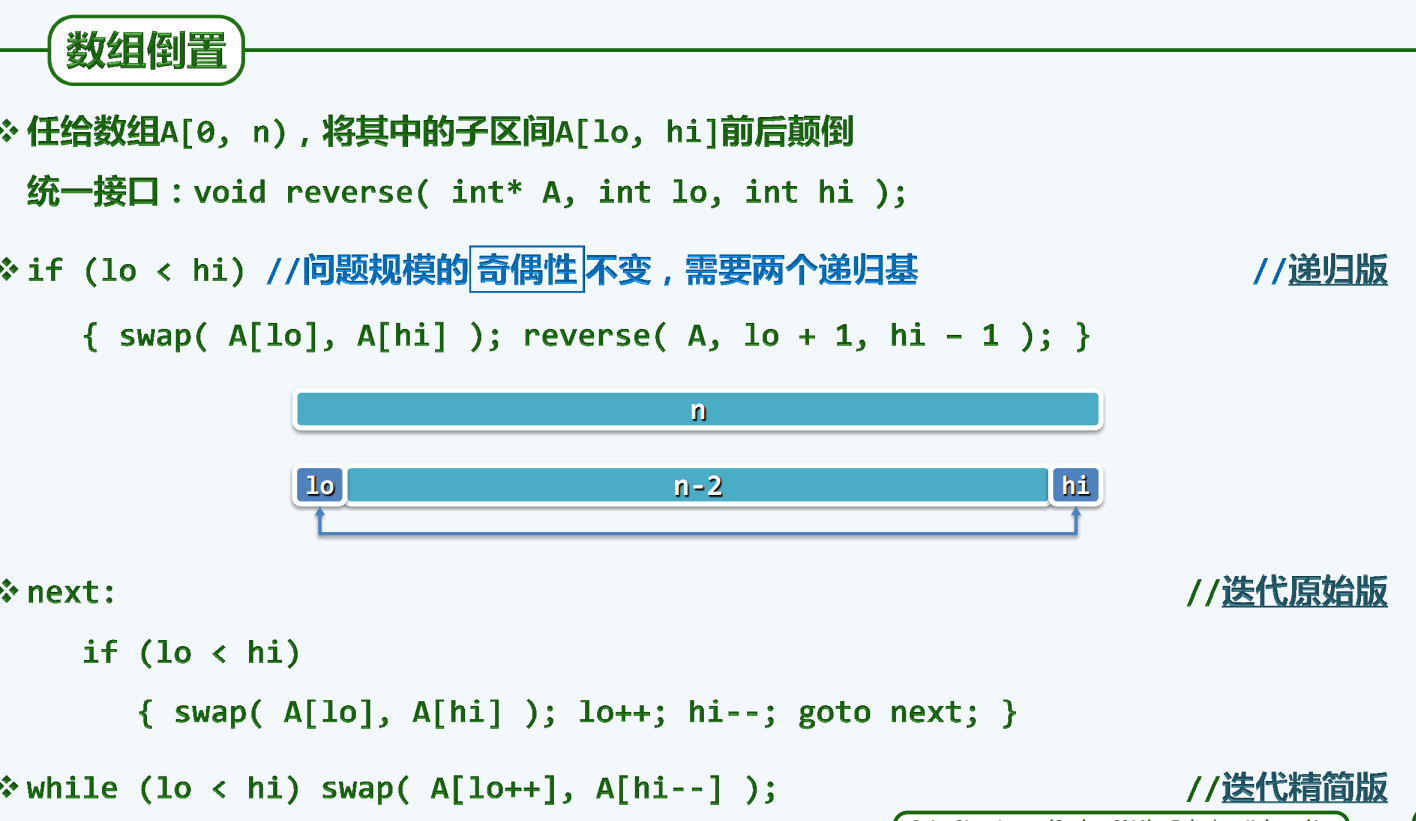 数组倒置
❖ 任给数组A[0, n)，将其中的子区间A[lo, hi]前后颠倒
统一接口：void reverse( int* A, int lo, int hi );
❖ if (lo < hi) //问题规模的奇偶性不变，需要两个递归基 //递归版
{ swap( A[lo], A[hi] ); reverse( A, lo + 1, hi – 1 ); }
n
lo n-2 hi
❖ next: //迭代原始版
if (lo < hi)
{ swap( A[lo], A[hi] ); lo++; hi--; goto next; }
❖ while (lo < hi) swap( A[lo++], A[hi--] ); //迭代精简版